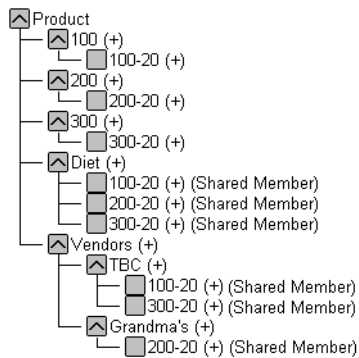 Product
100 (+)
100-20 (+)
200 (+)
200-20 (+)
300 (+)
300-20 (+)
Diet (+)
100-20 (+) (Shared Member)
200-20 (+) (Shared Member)
300-20 (+) (Shared Member)
Vendors (+)
TBC (+)
100-20 (+) (Shared Member)
300-20 (+) (Shared Member)
Grandma's (+)
200-20 (+) (Shared Member)